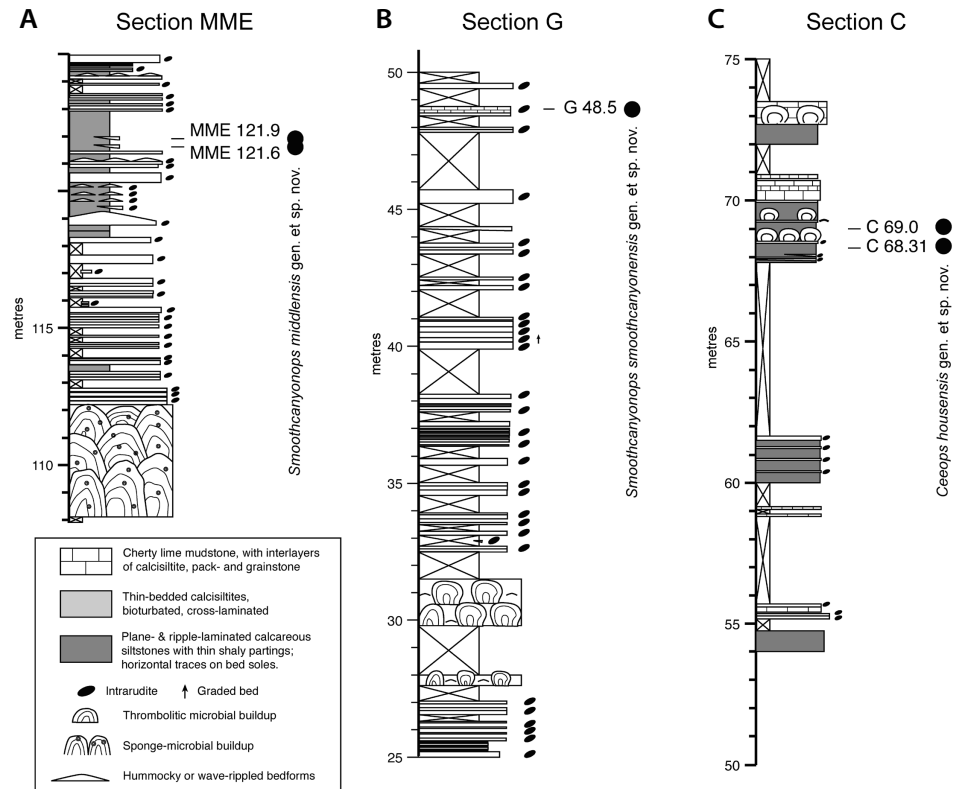 A
Section MME
metres
115
110
MME 121.9
MME 121.6
Smoothcanyonops middlensis gen. et sp. nov.
Cherty lime mudstone, with interlayers
of calcisiltite, pack- and grainstone
Thin-bedded calcisiltites,
bioturbated, cross-laminated
Plane- & ripple-laminated calcareous
siltstones with thin shaly partings;
horizontal traces on bed soles.
Intrarudite
Graded bed
Thrombolitic microbial buildup
Sponge-microbial buildup
Hummocky or wave-rippled bedforms
B
Section G
metres
50
45
40
35
30
25
G 48.5
Smoothcanyonops smoothcanyonensis gen. et sp. nov.
C
Section C
metres
75
70
65
60
55
50
C 69.0
C 68.31
Ceeops housensis gen. et sp. nov.